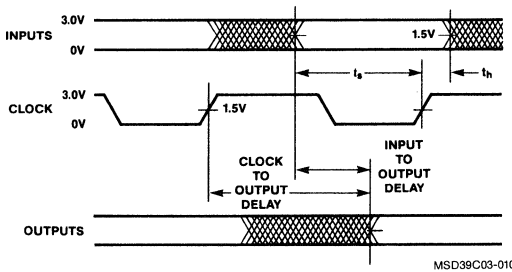 3.0V
INPUTS
0V
1.5V
ts
th
3.0V
CLOCK
0V
1.5V
CLOCK
TO
OUTPUT
DELAY
INPUT
TO
OUTPUT
DELAY
OUTPUTS
MSD39C03-010